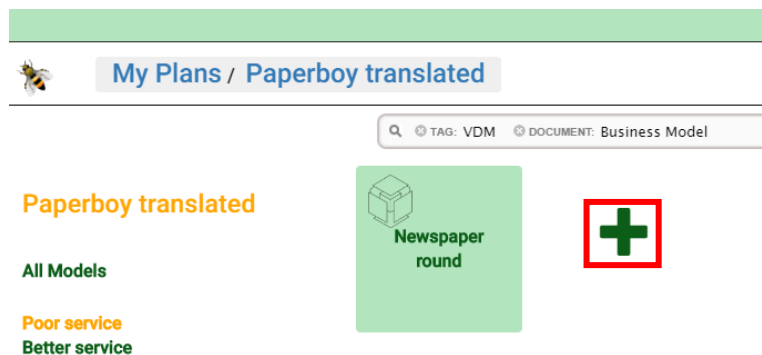 My Plans / Paperboy translated
TAG: VDM DOCUMENT: Business Model
Paperboy translated
Newspaper
round
All Models
Poor service
Better service